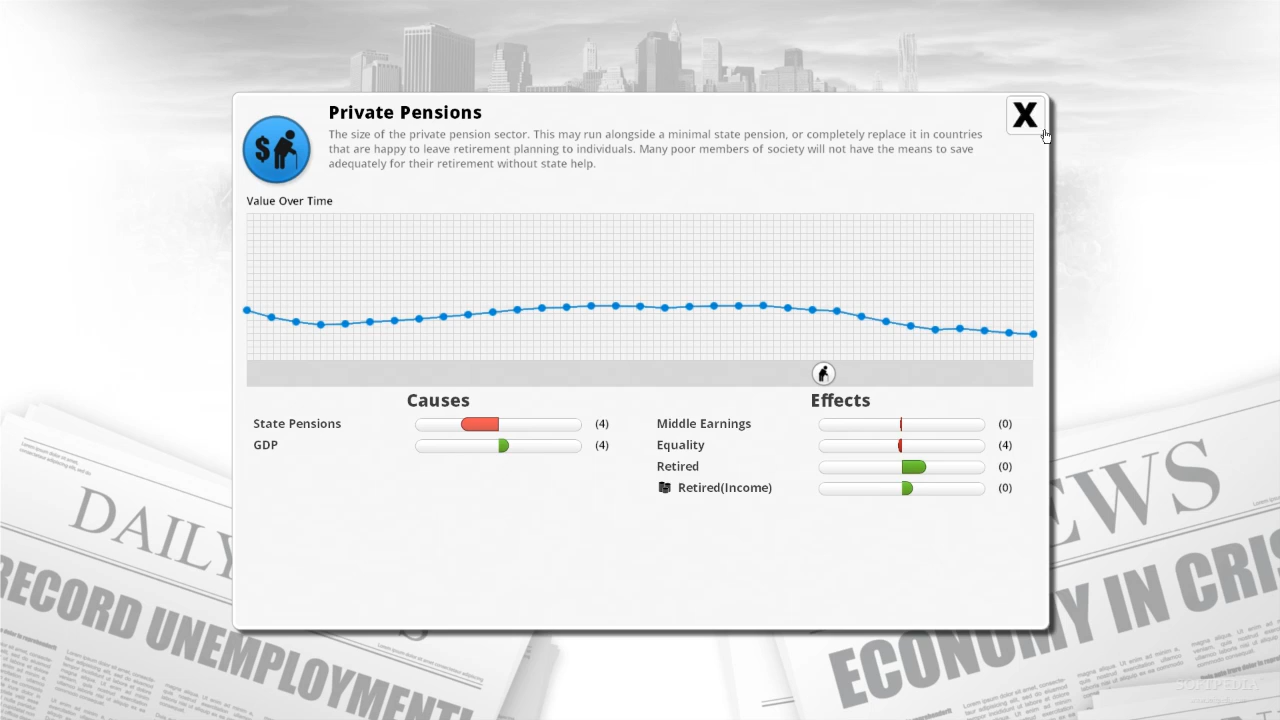 Private Pensions
X
The size of the private pension sector. This may run alongside a minimal state pension, or completely replace it in countries
that are happy to leave retirement planning to individuals. Many poor members of society will not have the means to save
adequately for their retirement without state help.
$
Value Over Time
Causes
State Pensions (4)
GDP (4)
Effects
Middle Earnings (0)
Equality (4)
Retired (0)
Retired(Income) (0)
DAILY
S
RECORD UNEMPLOYMENT
EWS
ECONOMY IN CRIS
SOFTPEDIA